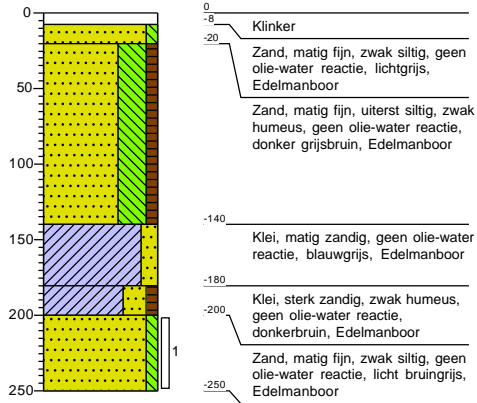 0
50
100
150
200
250
1
0
-8
Klinker
-20
Zand, matig fijn, zwak siltig, geen
olie-water reactie, lichtgrijs,
Edelmanboor
Zand, matig fijn, uiterst siltig, zwak
humeus, geen olie-water reactie,
donker grijsbruin, Edelmanboor
-140
Klei, matig zandig, geen olie-water
reactie, blauwgrijs, Edelmanboor
-180
Klei, sterk zandig, zwak humeus,
geen olie-water reactie,
donkerbruin, Edelmanboor
-200
Zand, matig fijn, zwak siltig, geen
olie-water reactie, licht bruingrijs,
Edelmanboor
-250